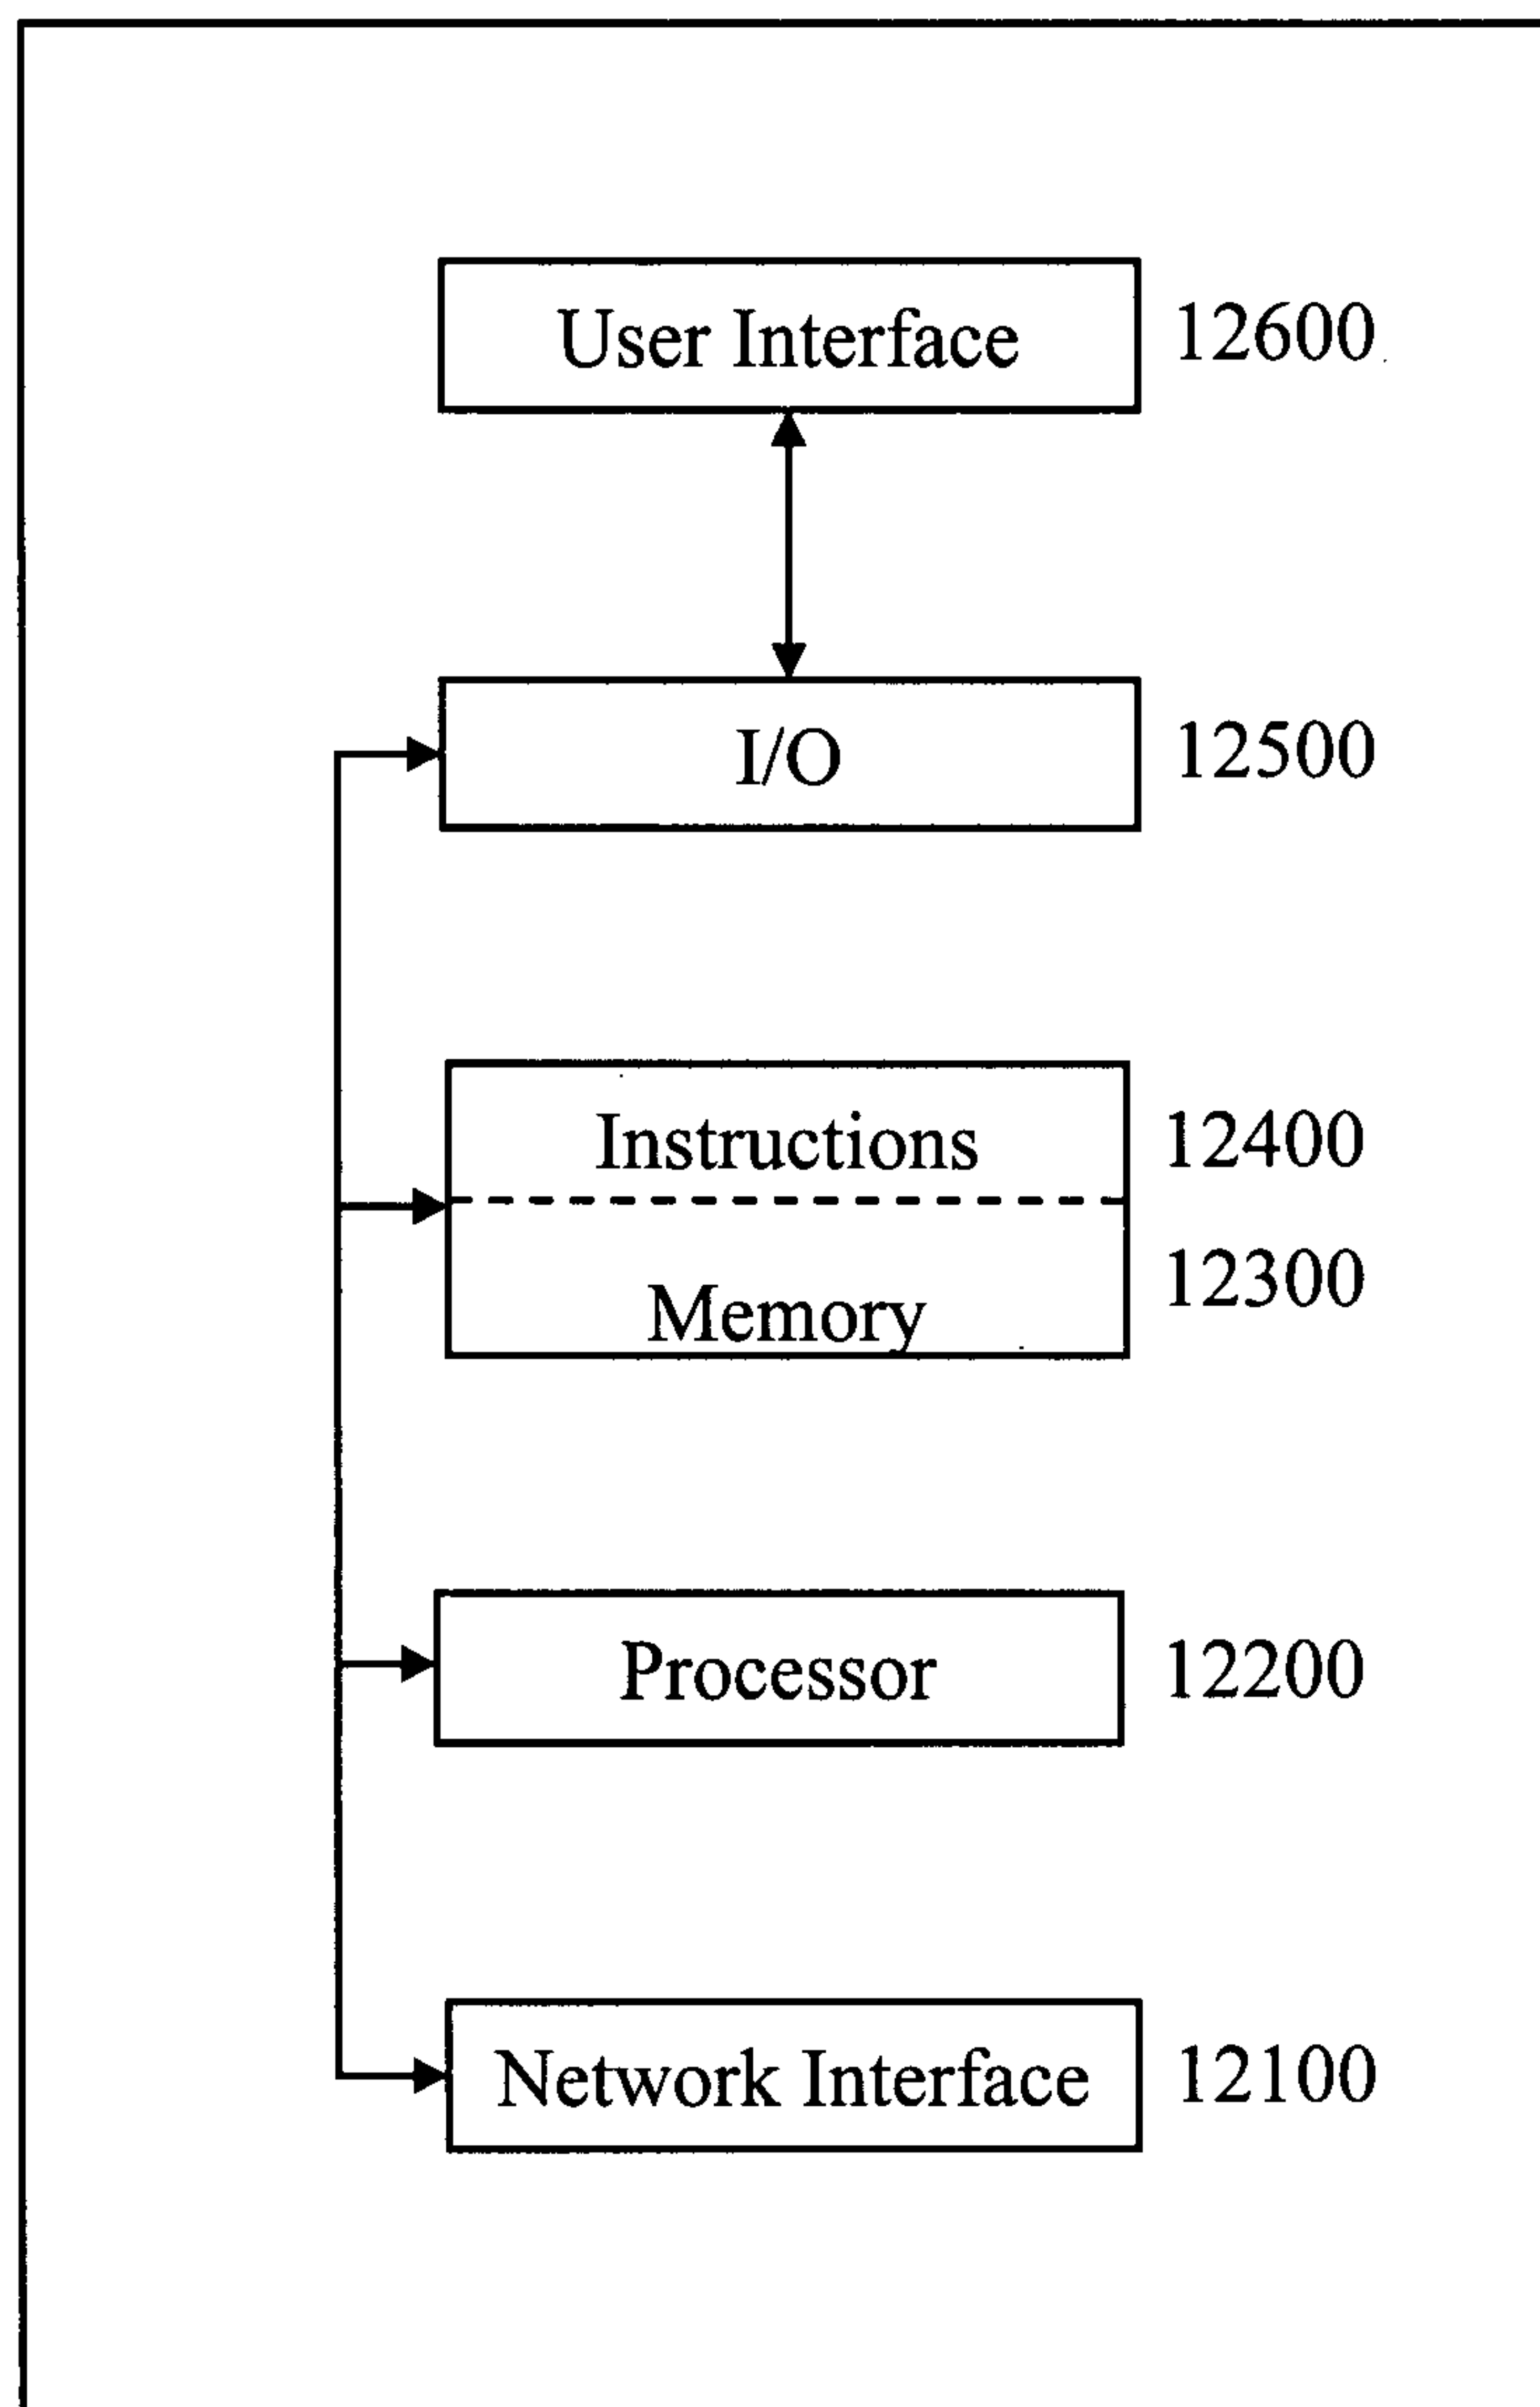 User Interface 12600
I/O 12500
Instructions 12400
Memory 12300
Processor 12200
Network Interface 12100